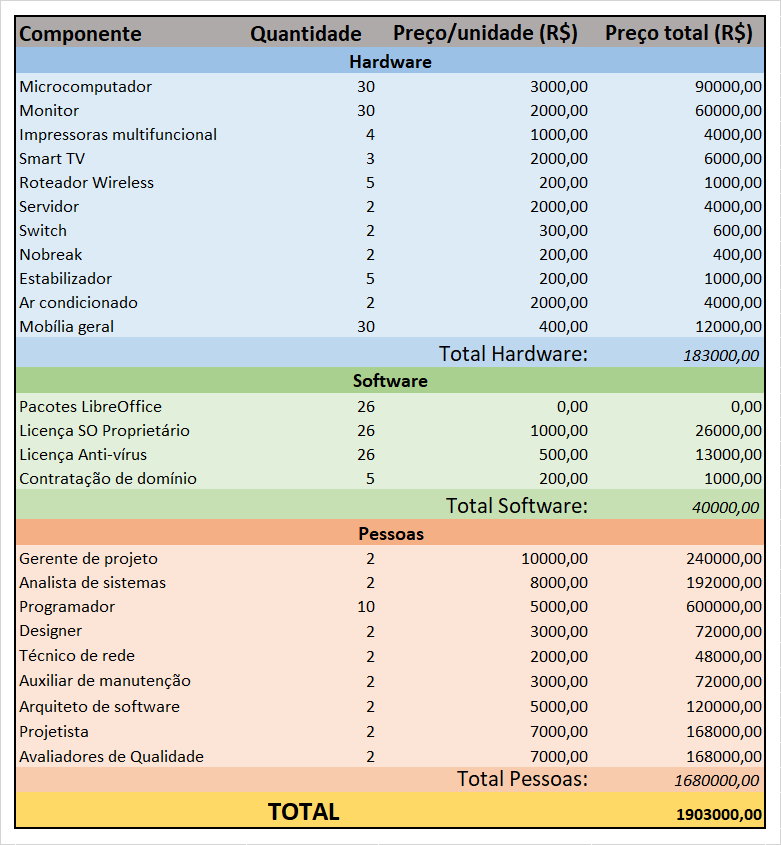 Componente Quantidade Preço/unidade (R$) Preço total (R$)
Hardware
Microcomputador 30 3000,00 90000,00
Monitor 30 2000,00 60000,00
Impressoras multifuncional 4 1000,00 4000,00
Smart TV 3 2000,00 6000,00
Roteador Wireless 5 200,00 1000,00
Servidor 2 2000,00 4000,00
Switch 2 300,00 600,00
Nobreak 2 200,00 400,00
Estabilizador 5 200,00 1000,00
Ar condicionado 2 2000,00 4000,00
Mobília geral 30 400,00 12000,00
Total Hardware: 183000,00
Software
Pacotes LibreOffice 26 0,00 0,00
Licença SO Proprietário 26 1000,00 26000,00
Licença Anti-vírus 26 500,00 13000,00
Contratação de domínio 5 200,00 1000,00
Total Software: 40000,00
Pessoas
Gerente de projeto 2 10000,00 240000,00
Analista de sistemas 2 8000,00 192000,00
Programador 10 5000,00 600000,00
Designer 2 3000,00 72000,00
Técnico de rede 2 2000,00 48000,00
Auxiliar de manutenção 2 3000,00 72000,00
Arquiteto de software 2 5000,00 120000,00
Projetista 2 7000,00 168000,00
Avaliadores de Qualidade 2 7000,00 168000,00
Total Pessoas: 1680000,00
TOTAL 1903000,00